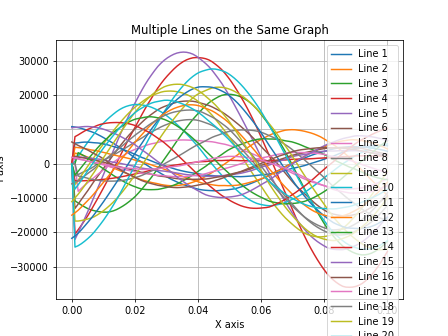 Multiple Lines on the Same Graph
30000
20000
10000
0
−10000
−20000
−30000
0.00
0.02
0.04
0.06
0.08
X axis
Line 1
Line 2
Line 3
Line 4
Line 5
Line 6
Line 7
Line 8
Line 9
Line 10
Line 11
Line 12
Line 13
Line 14
Line 15
Line 16
Line 17
Line 18
Line 19
Line 20